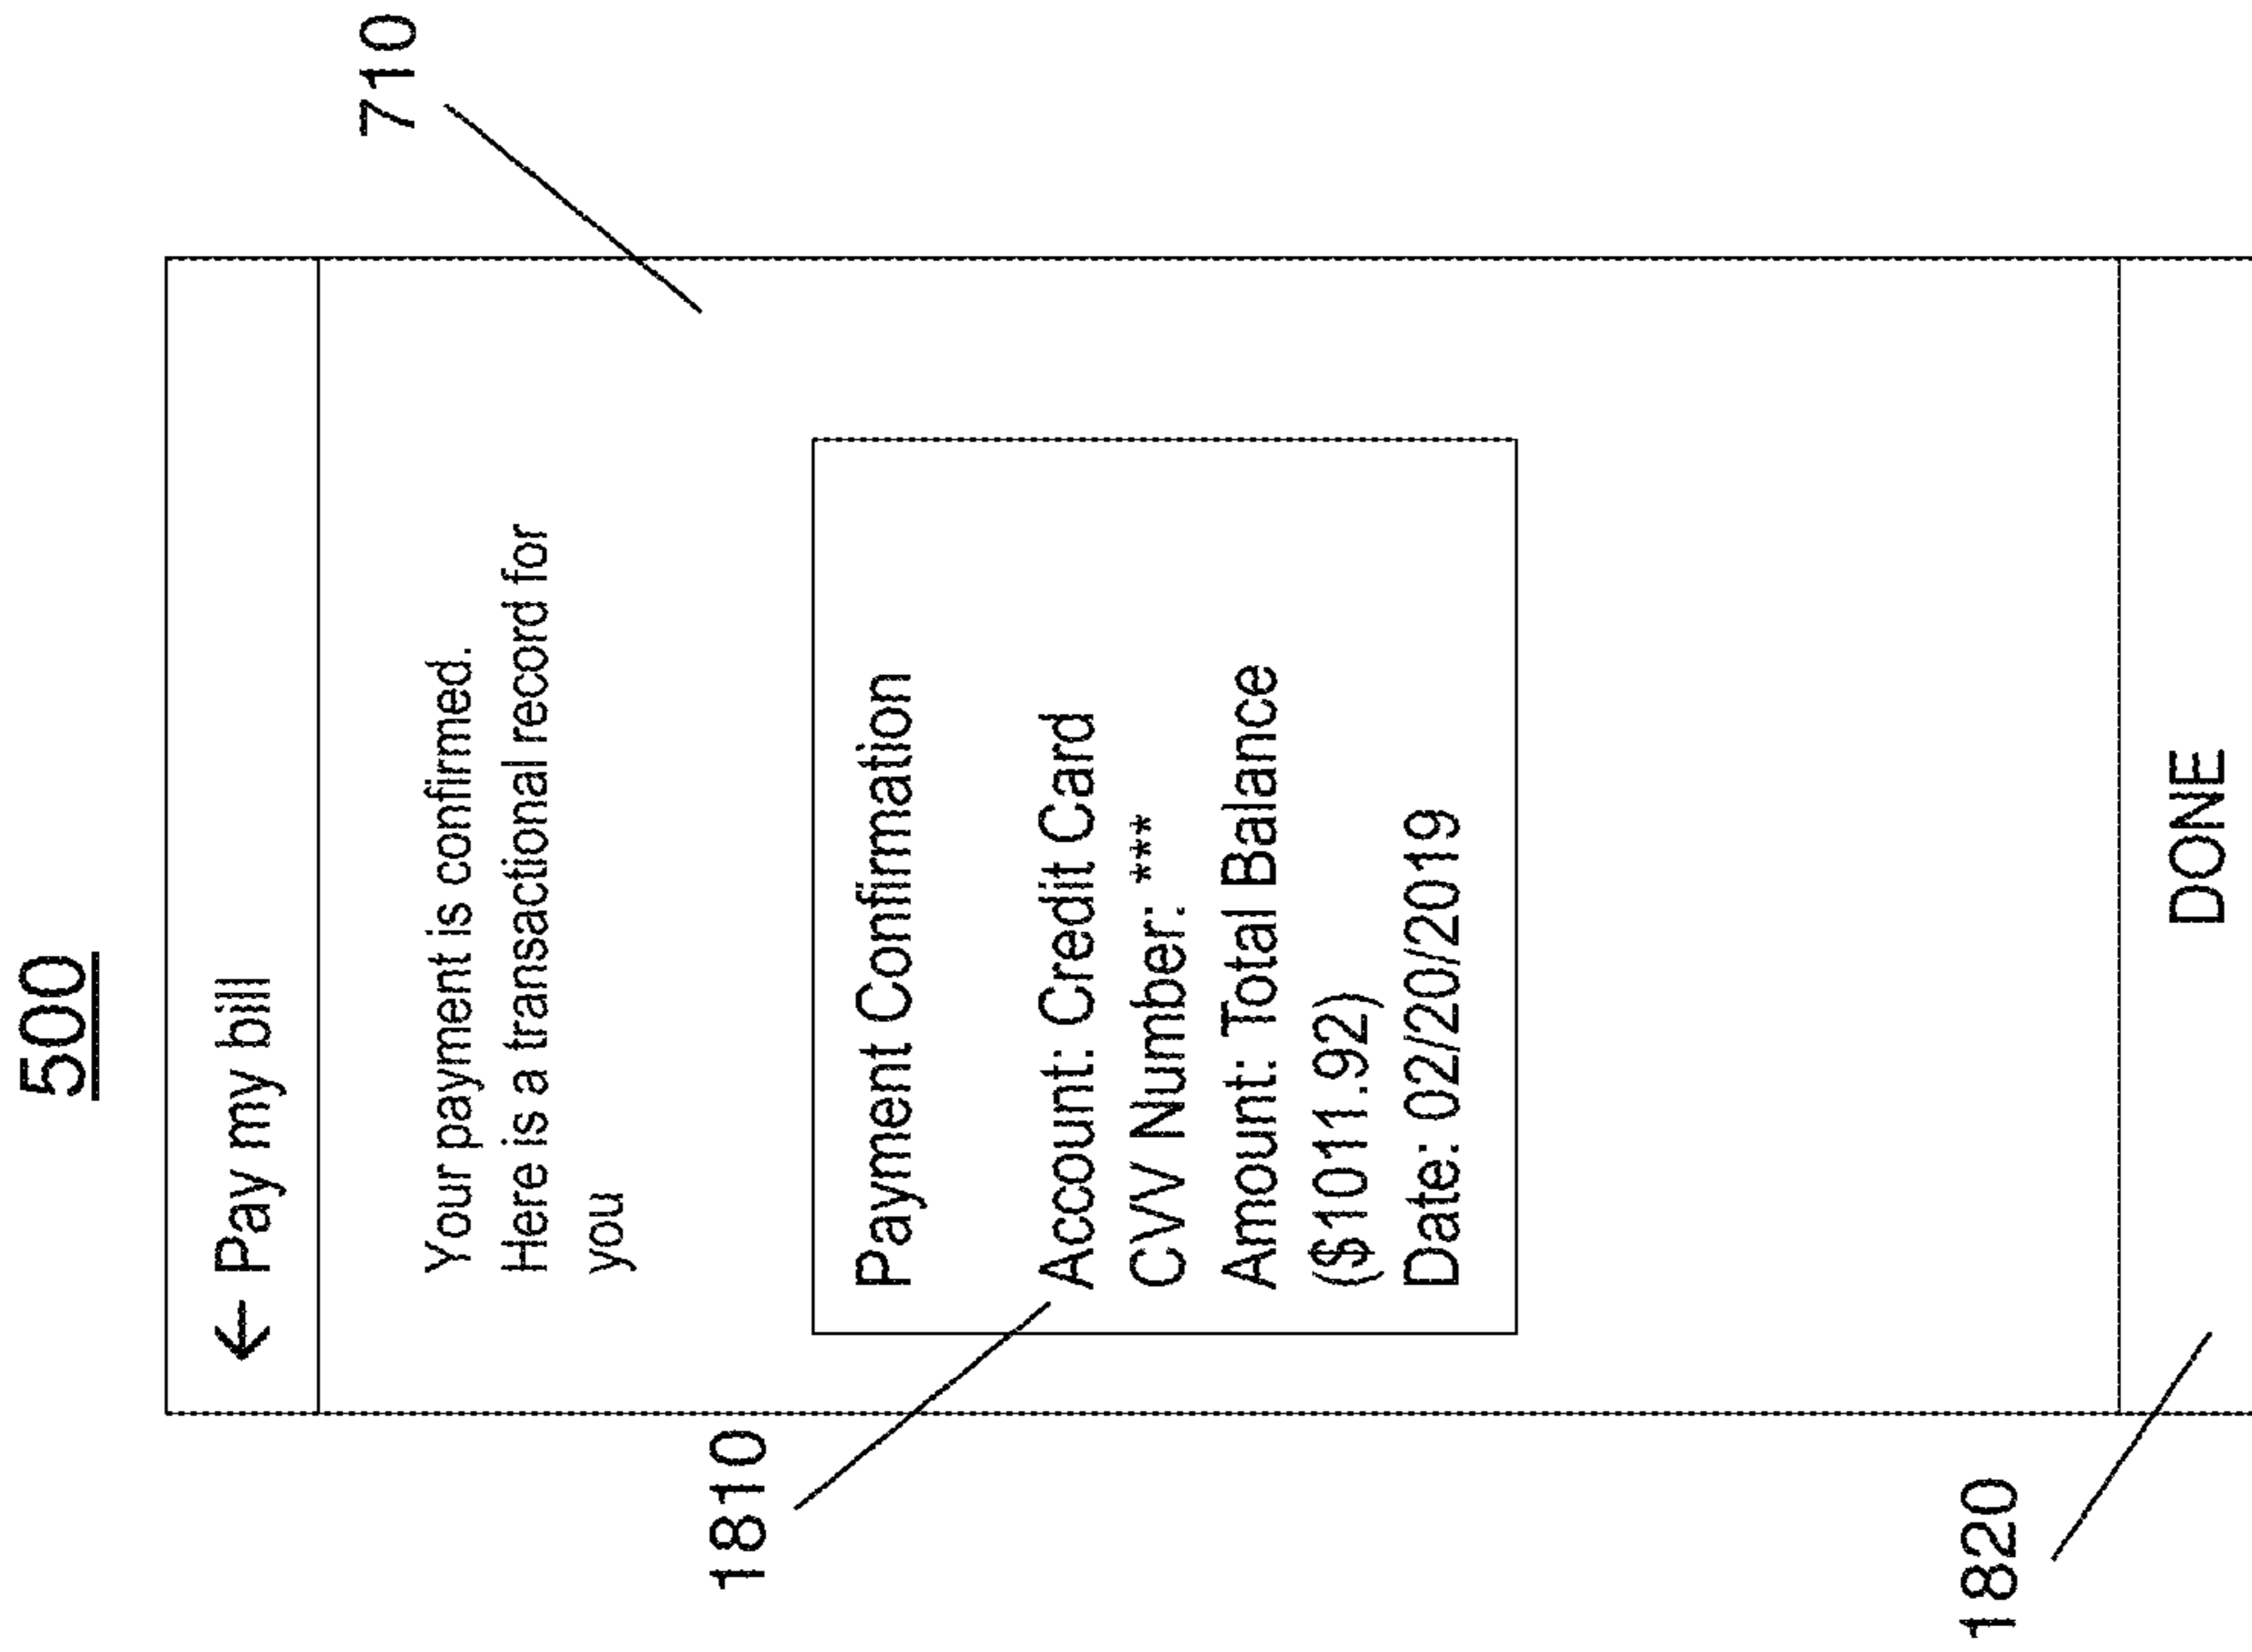 500
← Pay my bill
710
Your payment is confirmed.
Here is a transactional record for
you
1810
Payment Confirmation
Account: Credit Card
CVV Number: ***
Amount: Total Balance
($1011.92)
Date: 02/20/2019
1820
DONE